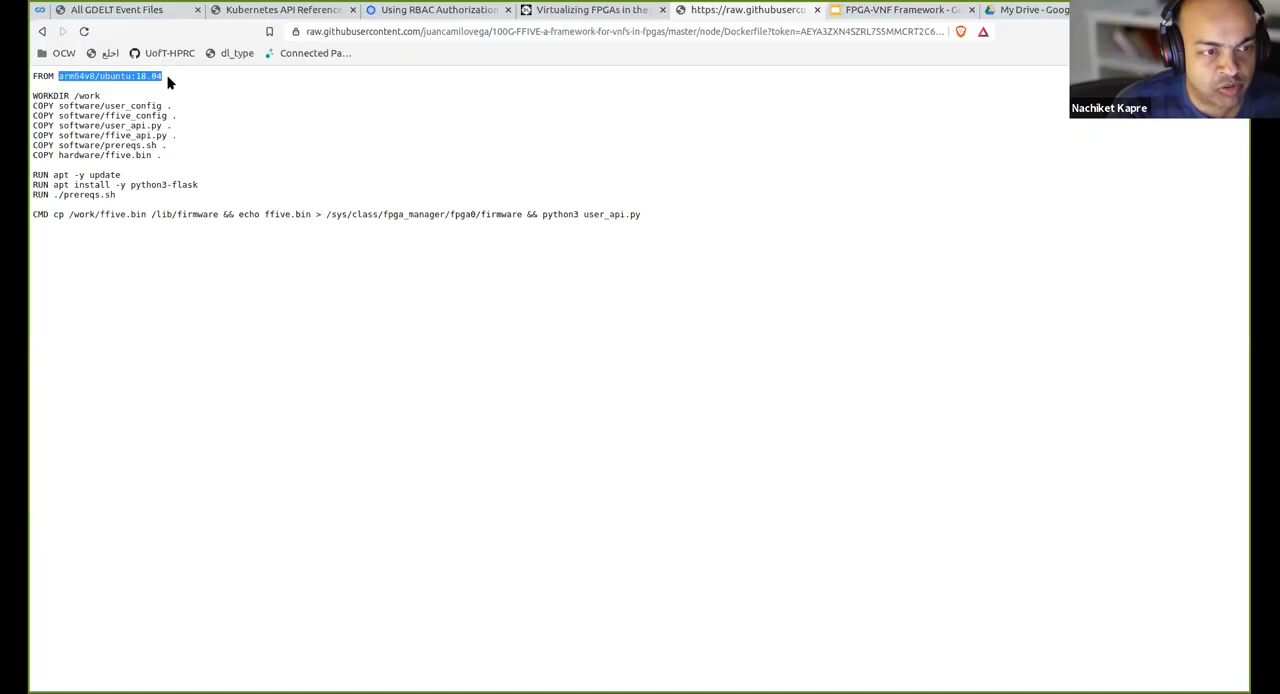 All GDELT Event Files
Kubernetes API Reference
Using RBAC Authorization
Virtualizing FPGAs in the
https://raw.githubuserco
FPGA-VNF Framework - G
My Drive - Goog
raw.githubusercontent.com/juancamilovega/100G-FFIVE-a-framework-for-vnfs-in-fpgas/master/node/Dockerfile?token=AEYA3ZXN4SZRL7S5MMCRT2C6...
OCW
اخلع
UofT-HPRC
dl_type
Connected Pa...
FROM arm64v8/ubuntu:18.04
WORKDIR /work
COPY software/user_config .
COPY software/ffive_config .
COPY software/user_api.py .
COPY software/ffive_api.py .
COPY software/prereqs.sh .
COPY hardware/ffive.bin .
RUN apt -y update
RUN apt install -y python3-flask
RUN ./prereqs.sh
CMD cp /work/ffive.bin /lib/firmware && echo ffive.bin > /sys/class/fpga_manager/fpga0/firmware && python3 user_api.py
Nachiket Kapre